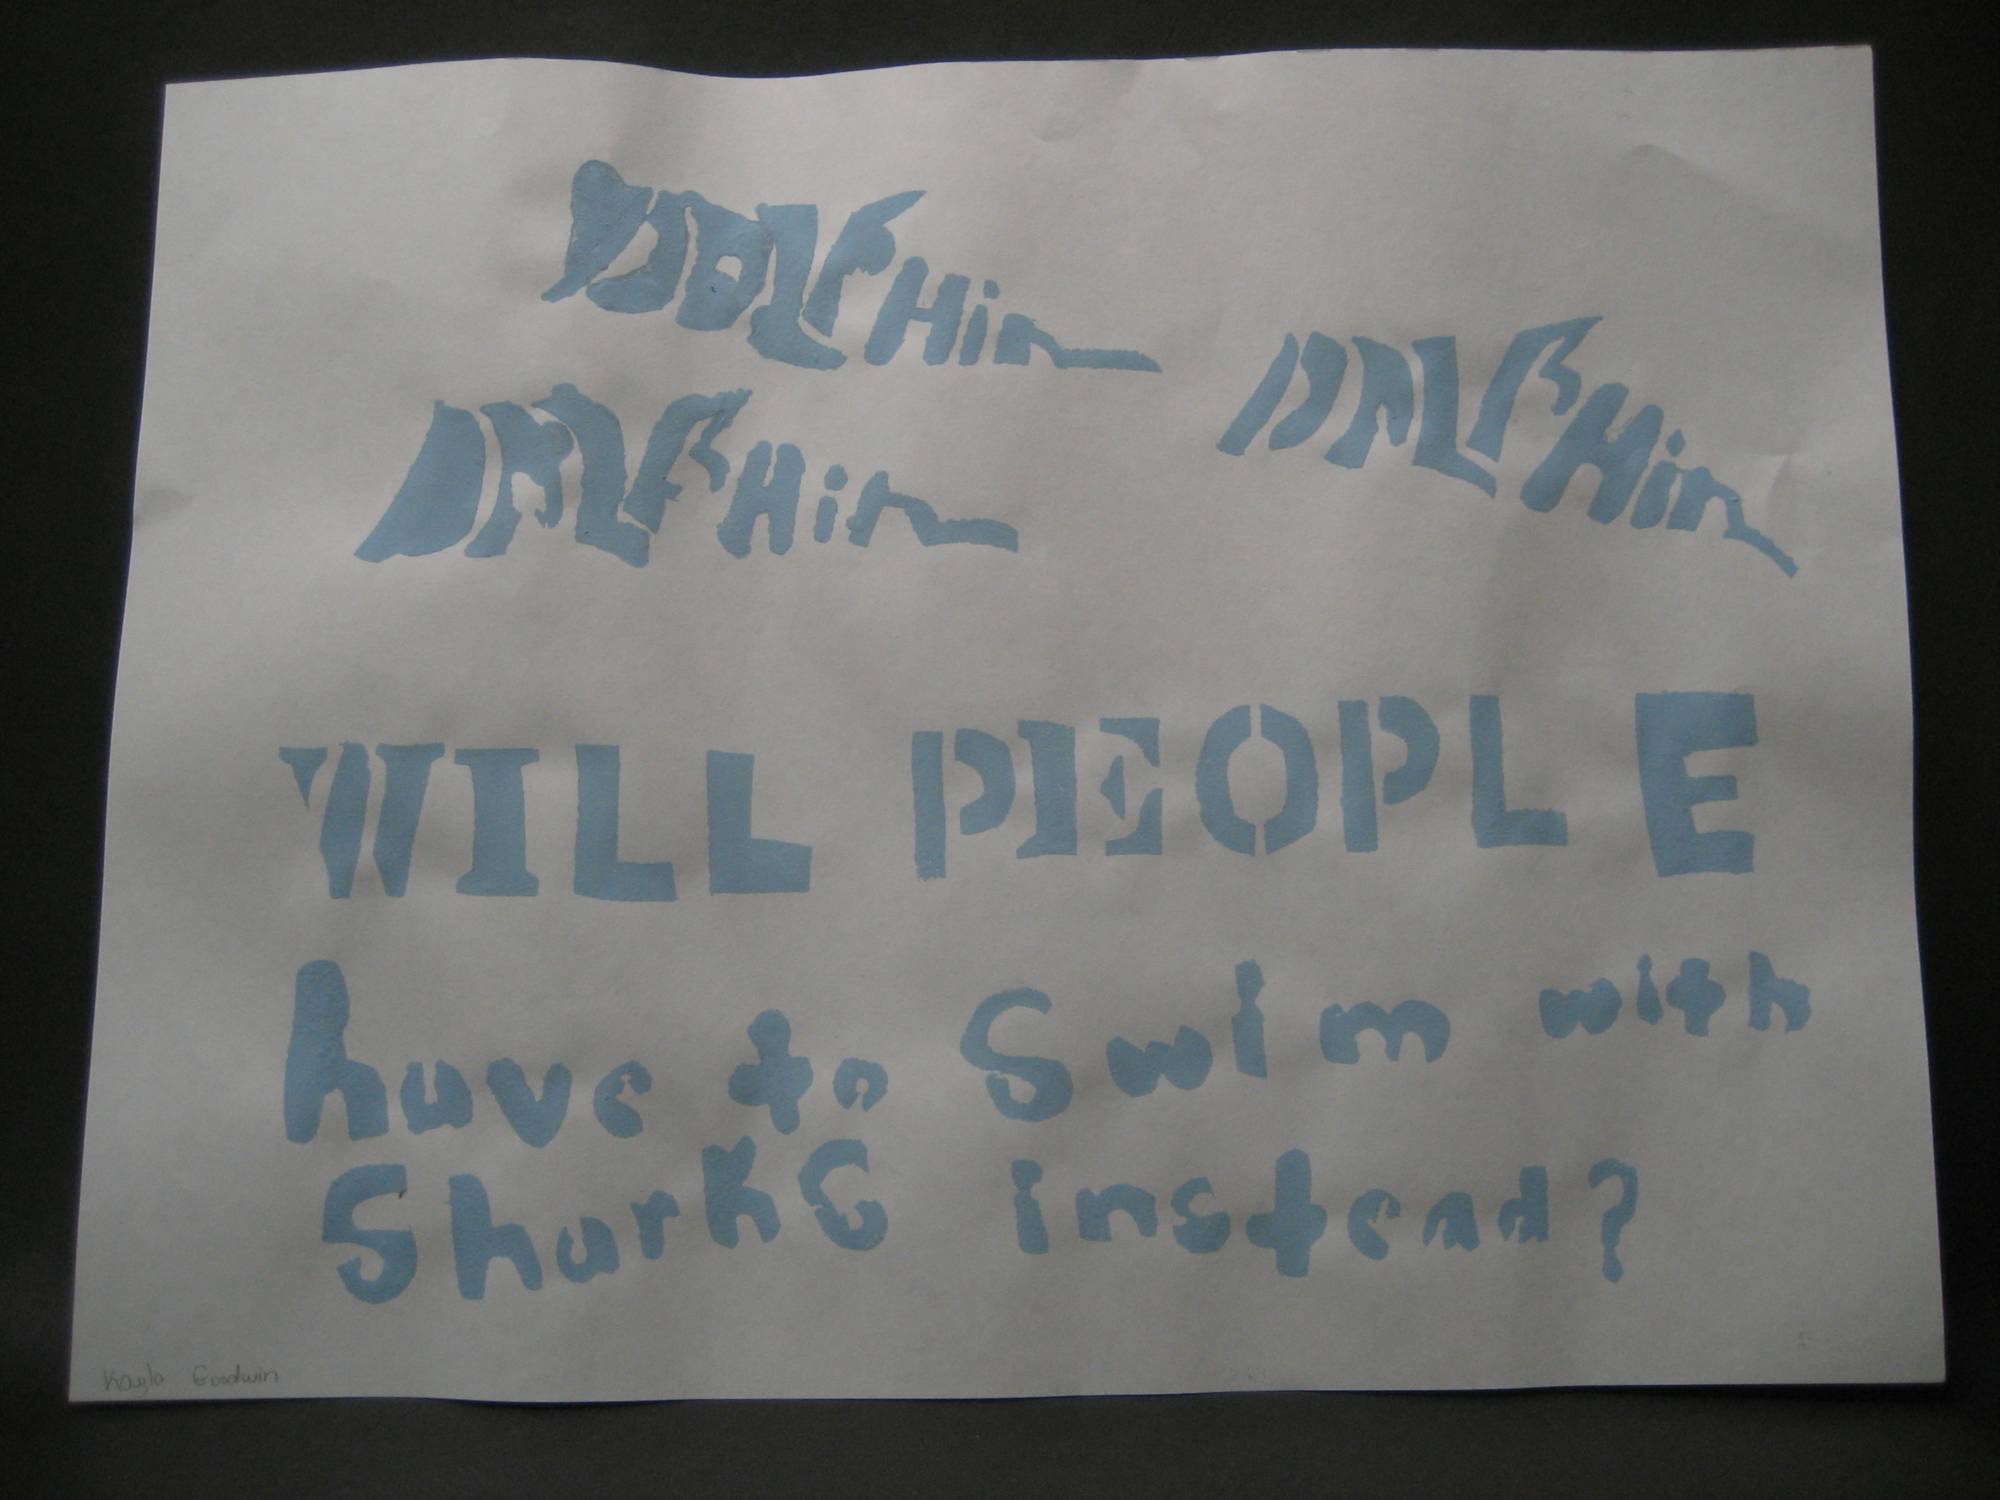 DOLPHin
DOLPHin
DOLPHin
WILL PEOPLE
have to Swim with
Sharks instead?
Kayla Goodwin